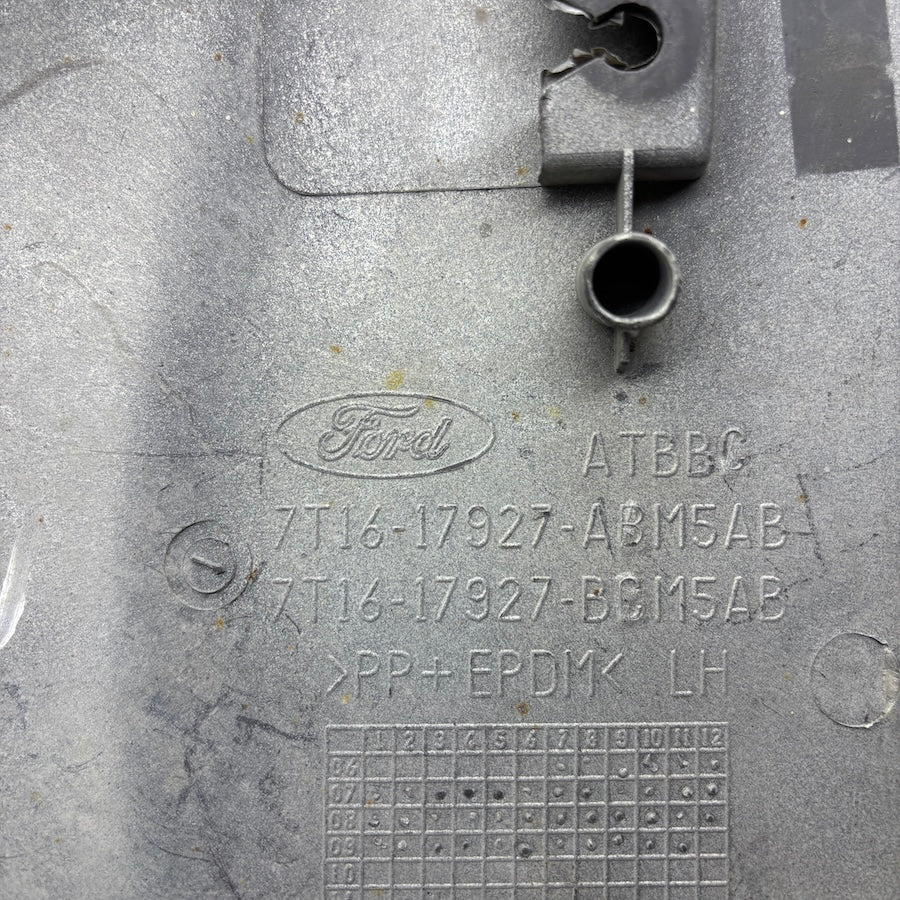 Ford
ATBBC
7T16-17927-ABM5AB
7T16-17927-BCM5AB
>PP+EPDM< LH
1 2 3 4 5 6 7 8 9 10 11 12
06
07
08
09
10